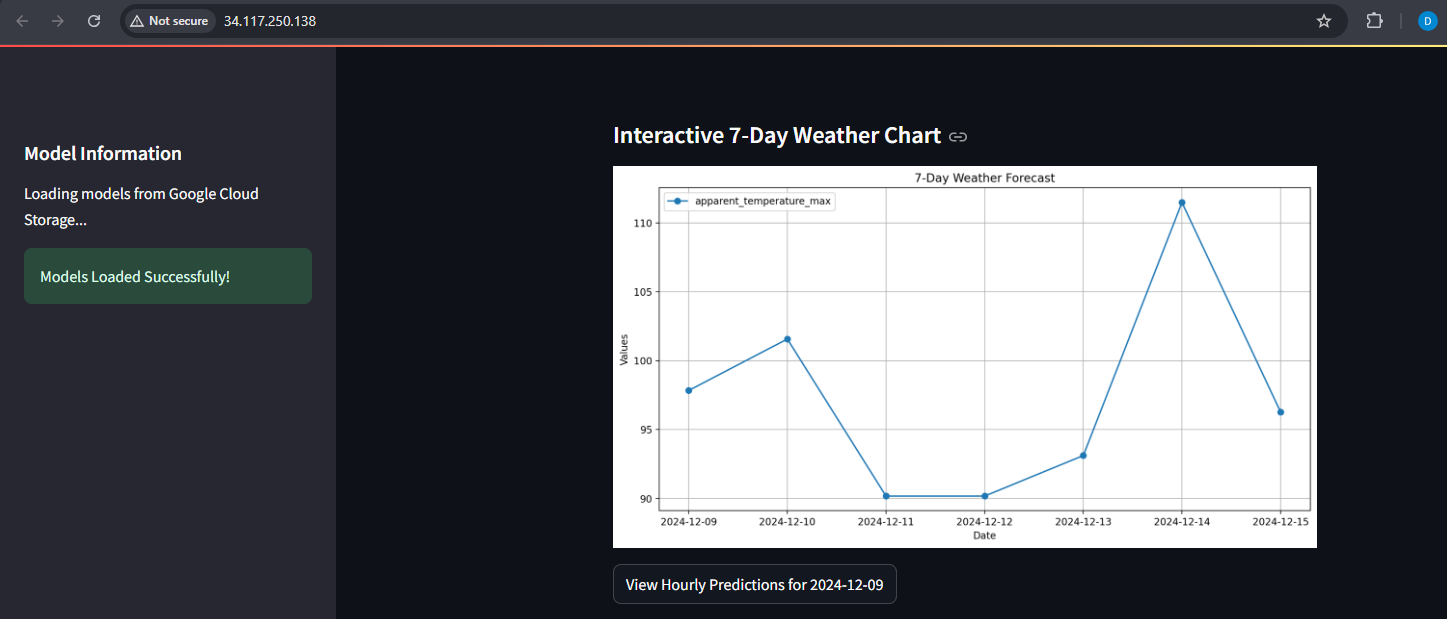 Not secure
34.117.250.138
D
Model Information
Loading models from Google Cloud
Storage...
Models Loaded Successfully!
Interactive 7-Day Weather Chart
7-Day Weather Forecast
apparent_temperature_max
110
105
100
95
90
Values
2024-12-09 2024-12-10 2024-12-11 2024-12-12 2024-12-13 2024-12-14 2024-12-15
Date
View Hourly Predictions for 2024-12-09